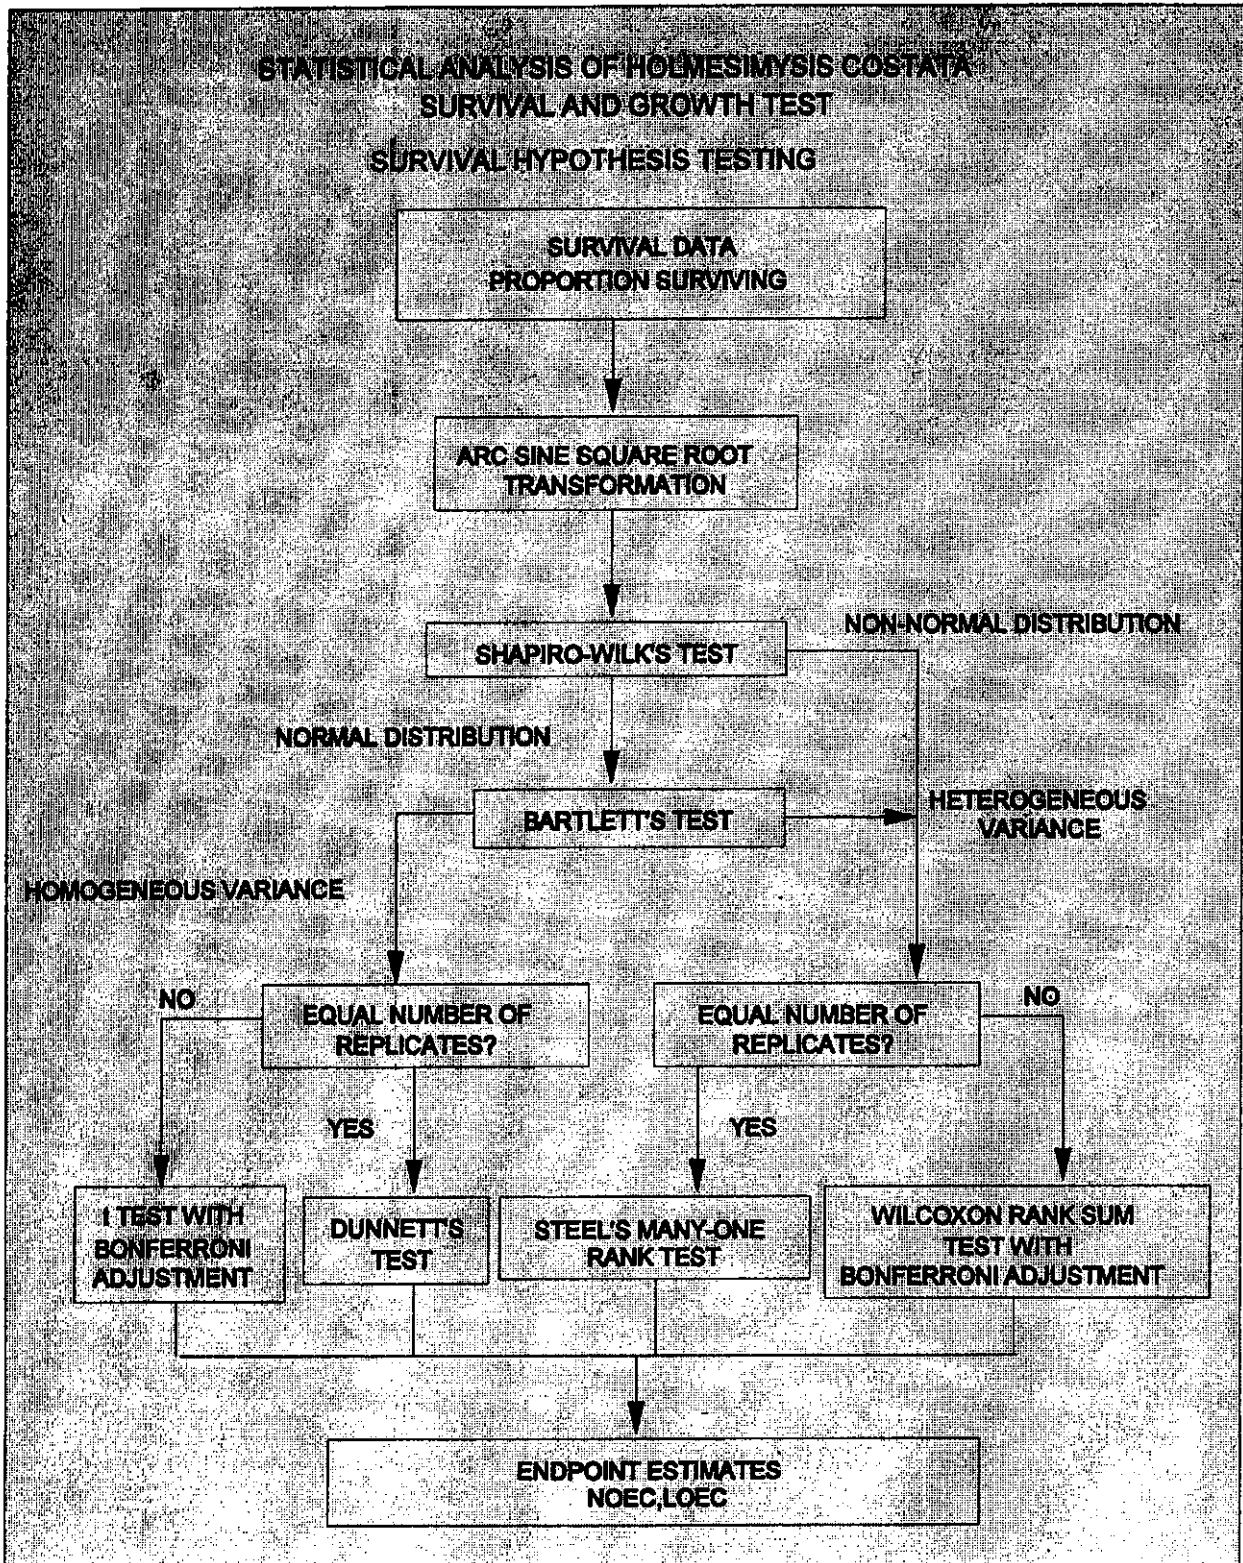 STATISTICAL ANALYSIS OF HOLMESIMYSIS COSTATA
SURVIVAL AND GROWTH TEST
SURVIVAL HYPOTHESIS TESTING
SURVIVAL DATA
PROPORTION SURVIVING
ARC SINE SQUARE ROOT
TRANSFORMATION
NON-NORMAL DISTRIBUTION
SHAPIRO-WILK'S TEST
NORMAL DISTRIBUTION
HETEROGENEOUS
VARIANCE
BARTLETT'S TEST
HOMOGENEOUS VARIANCE
NO
EQUAL NUMBER OF
REPLICATES?
EQUAL NUMBER OF
REPLICATES?
NO
YES
YES
t TEST WITH
BONFERRONI
ADJUSTMENT
DUNNETT'S
TEST
STEEL'S MANY-ONE
RANK TEST
WILCOXON RANK SUM
TEST WITH
BONFERRONI ADJUSTMENT
ENDPOINT ESTIMATES
NOEC,LOEC